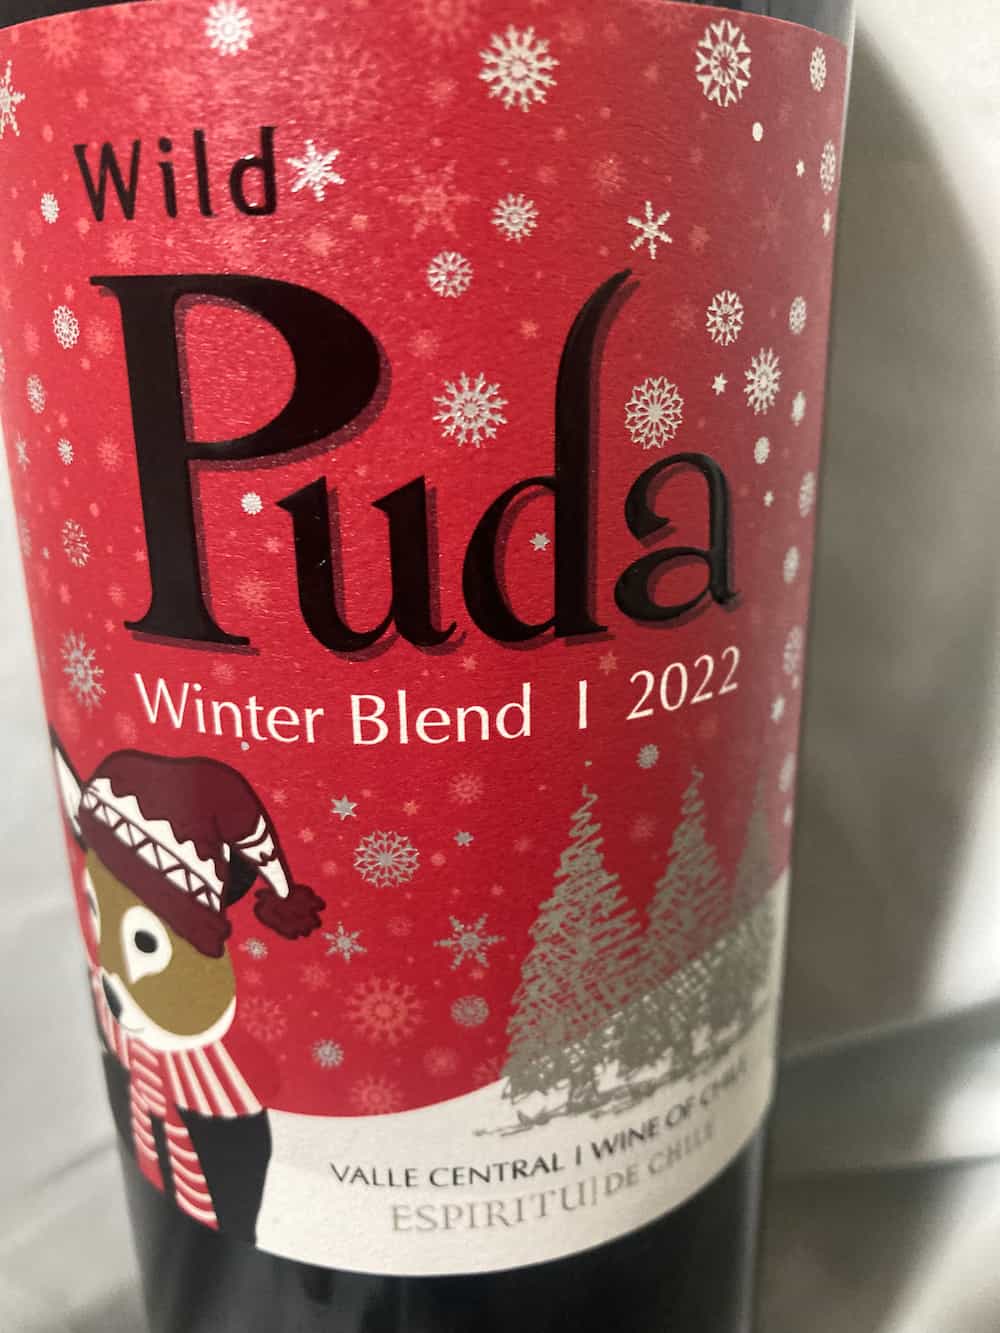 Wild
Puda
Winter Blend | 2022
VALLE CENTRAL | WINE OF CHILE
ESPIRITU | DE CHILE